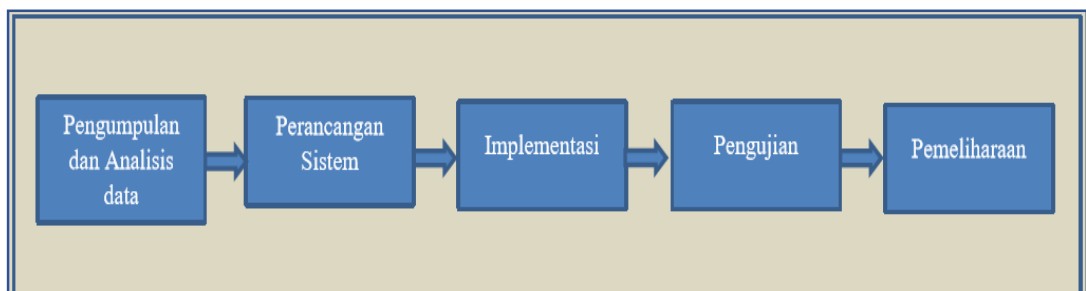 Pengumpulan
dan Analisis
data
Perancangan
Sistem
Implementasi
Pengujian
Pemeliharaan